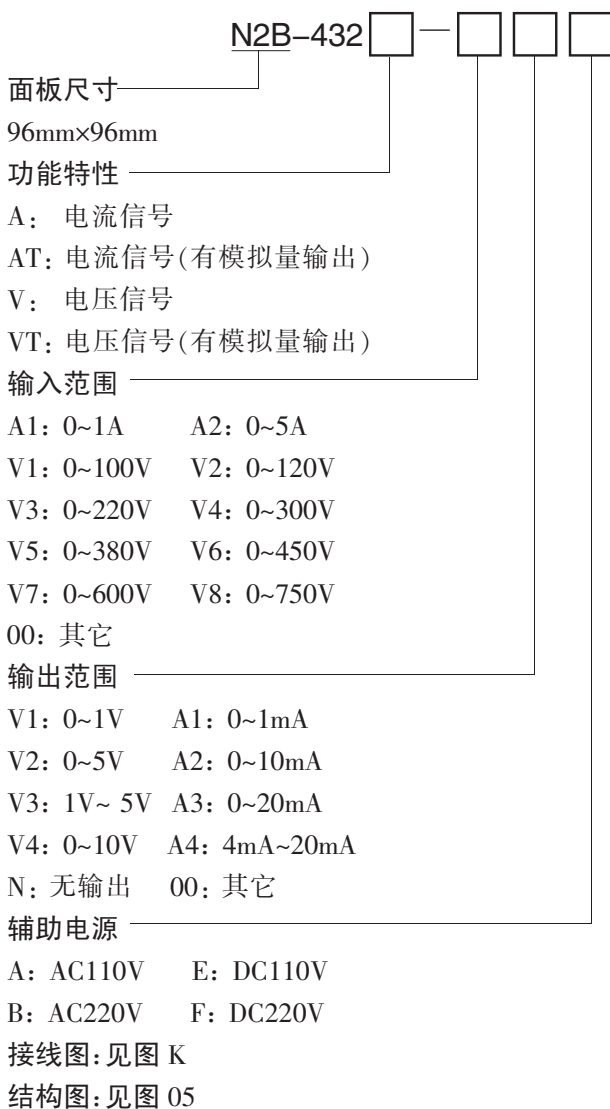 N2B-432□—□□□
面板尺寸
96mm×96mm
功能特性
A： 电流信号
AT：电流信号(有模拟量输出)
V： 电压信号
VT：电压信号(有模拟量输出)
输入范围
A1：0~1A A2：0~5A
V1：0~100V V2：0~120V
V3：0~220V V4：0~300V
V5：0~380V V6：0~450V
V7：0~600V V8：0~750V
00：其它
输出范围
V1：0~1V A1：0~1mA
V2：0~5V A2：0~10mA
V3：1V~ 5V A3：0~20mA
V4：0~10V A4：4mA~20mA
N：无输出 00：其它
辅助电源
A：AC110V E：DC110V
B：AC220V F：DC220V
接线图：见图 K
结构图：见图 05